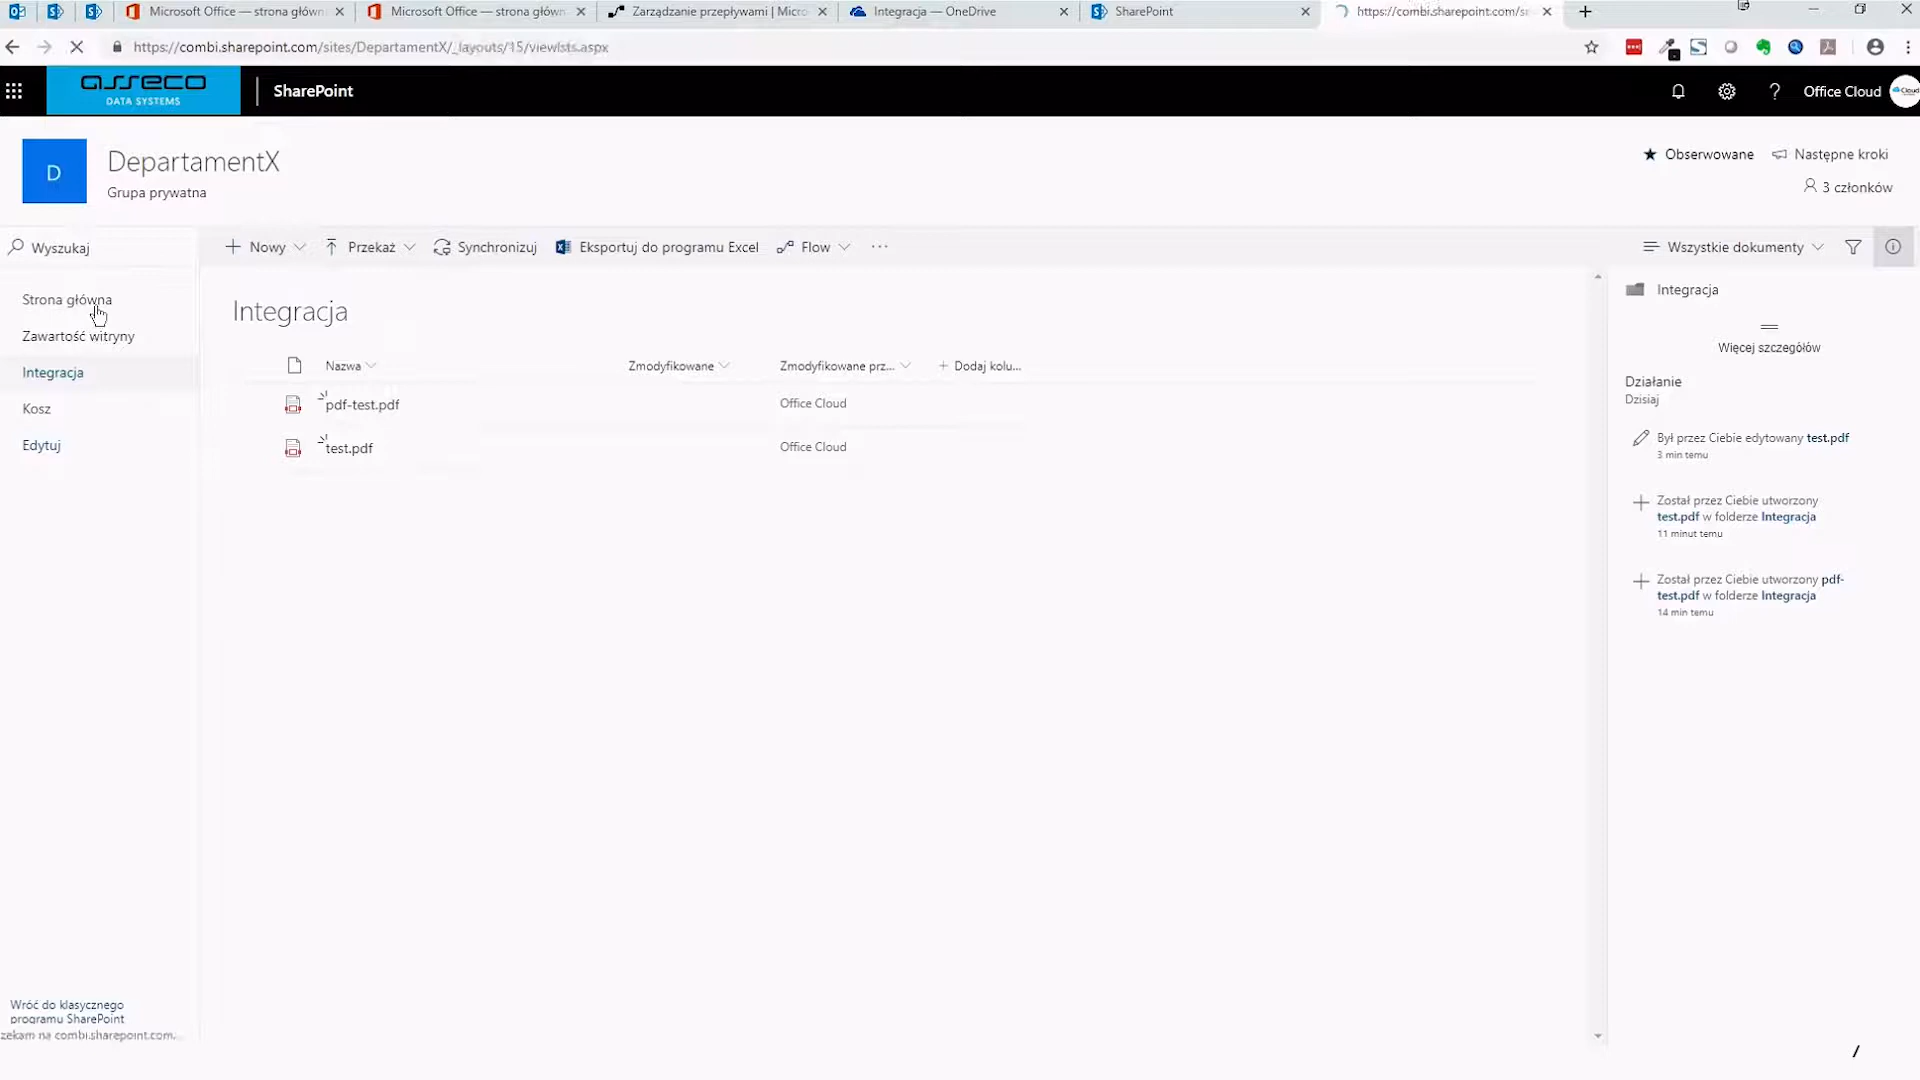 Microsoft Office — strona główn
Microsoft Office — strona główn
Zarządzanie przepływami | Micro
Integracja — OneDrive
SharePoint
https://combi.sharepoint.com/s
https://combi.sharepoint.com/sites/DepartamentX/_layouts/15/viewlsts.aspx
asseco
DATA SYSTEMS
SharePoint
?
Office Cloud
D
DepartamentX
Grupa prywatna
Obserwowane
Następne kroki
3 członków
Wyszukaj
Nowy
Przekaż
Synchronizuj
Eksportuj do programu Excel
Flow
...
Wszystkie dokumenty
Strona główna
Zawartość witryny
Integracja
Kosz
Edytuj
Integracja
Nazwa
Zmodyfikowane
Zmodyfikowane prz...
+ Dodaj kolu...
pdf-test.pdf
Office Cloud
test.pdf
Office Cloud
Integracja
Więcej szczegółów
Działanie
Dzisiaj
Był przez Ciebie edytowany test.pdf
3 min temu
Został przez Ciebie utworzony
test.pdf w folderze Integracja
11 minut temu
Został przez Ciebie utworzony pdf-
test.pdf w folderze Integracja
14 min temu
Wróć do klasycznego
programu SharePoint
zekam na combi.sharepoint.com...
/